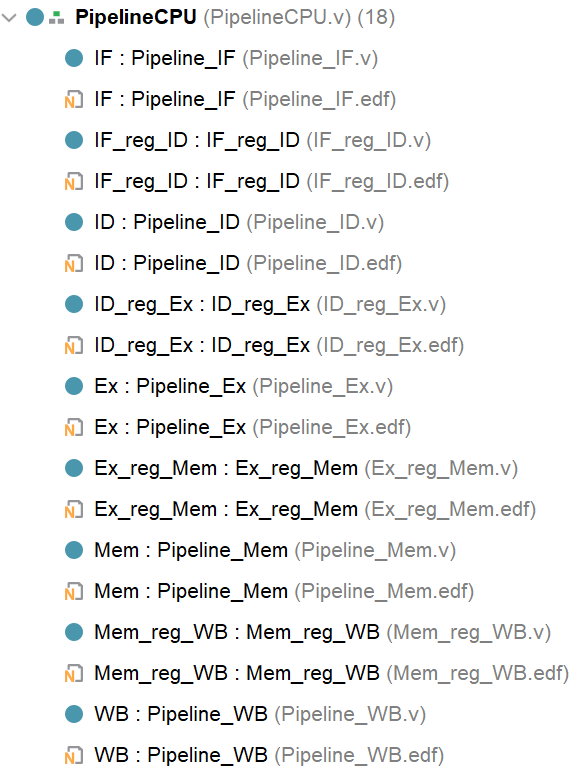 PipelineCPU (PipelineCPU.v) (18)
IF : Pipeline_IF (Pipeline_IF.v)
IF : Pipeline_IF (Pipeline_IF.edf)
IF_reg_ID : IF_reg_ID (IF_reg_ID.v)
IF_reg_ID : IF_reg_ID (IF_reg_ID.edf)
ID : Pipeline_ID (Pipeline_ID.v)
ID : Pipeline_ID (Pipeline_ID.edf)
ID_reg_Ex : ID_reg_Ex (ID_reg_Ex.v)
ID_reg_Ex : ID_reg_Ex (ID_reg_Ex.edf)
Ex : Pipeline_Ex (Pipeline_Ex.v)
Ex : Pipeline_Ex (Pipeline_Ex.edf)
Ex_reg_Mem : Ex_reg_Mem (Ex_reg_Mem.v)
Ex_reg_Mem : Ex_reg_Mem (Ex_reg_Mem.edf)
Mem : Pipeline_Mem (Pipeline_Mem.v)
Mem : Pipeline_Mem (Pipeline_Mem.edf)
Mem_reg_WB : Mem_reg_WB (Mem_reg_WB.v)
Mem_reg_WB : Mem_reg_WB (Mem_reg_WB.edf)
WB : Pipeline_WB (Pipeline_WB.v)
WB : Pipeline_WB (Pipeline_WB.edf)